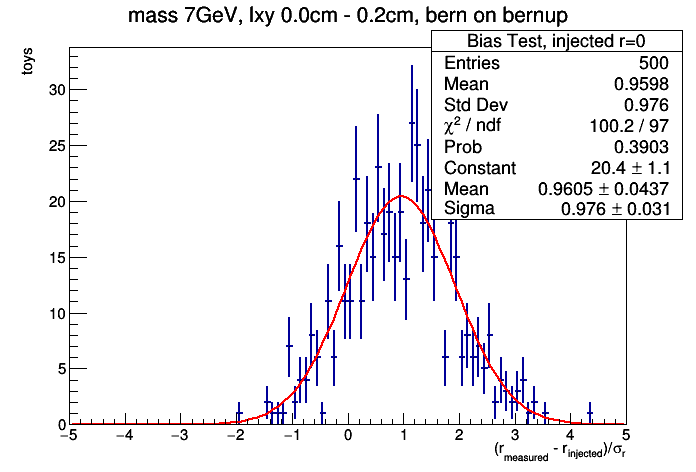 mass 7GeV, lxy 0.0cm - 0.2cm, bern on bernup
toys
Bias Test, injected r=0
Entries 500
Mean 0.9598
Std Dev 0.976
χ² / ndf 100.2 / 97
Prob 0.3903
Constant 20.4 ± 1.1
Mean 0.9605 ± 0.0437
Sigma 0.976 ± 0.031
30
25
20
15
10
5
0
−5 −4 −3 −2 −1 0 1 2 3 4 5
(r_measured - r_injected)/σ_r